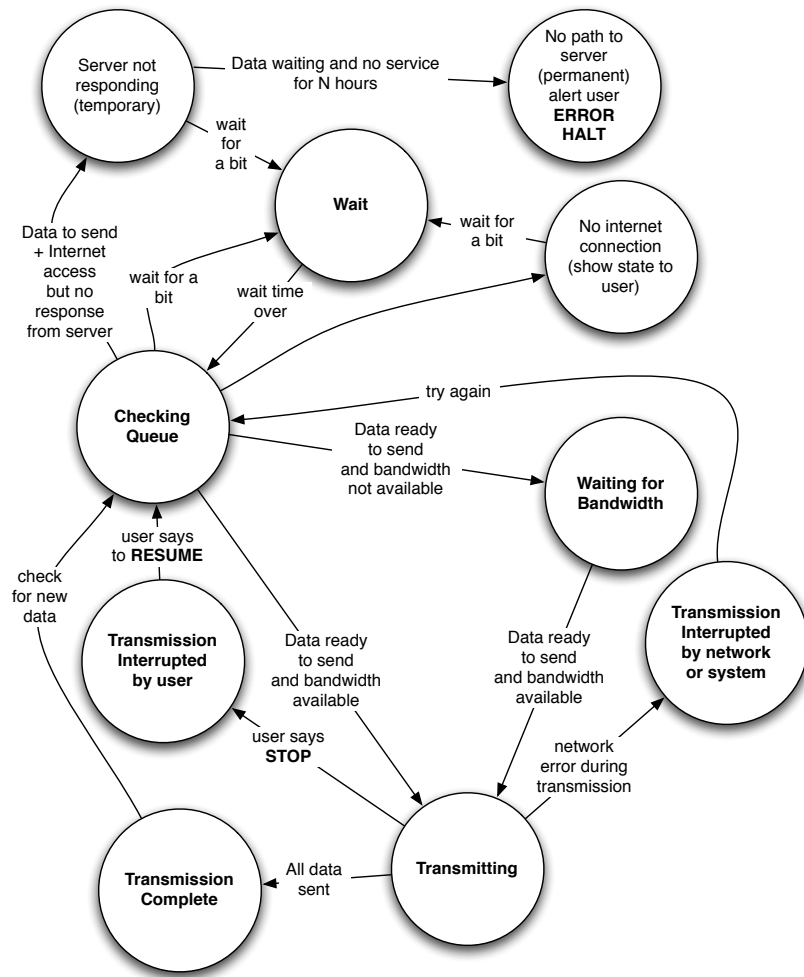 Server not
responding
(temporary)
Data waiting and no service
for N hours
No path to
server
(permanent)
alert user
ERROR
HALT
wait
for
a bit
Wait
wait for
a bit
No internet
connection
(show state to
user)
Data to send
+ Internet
access
but no
response
from server
wait for a
bit
wait time
over
Checking
Queue
try again
Data ready
to send
and bandwidth
not available
Waiting for
Bandwidth
user says
to RESUME
check
for new
data
Transmission
Interrupted
by user
Data ready
to send
and bandwidth
available
Data ready
to send
and bandwidth
available
Transmission
Interrupted
by network
or system
user says
STOP
network
error during
transmission
Transmission
Complete
All data
sent
Transmitting